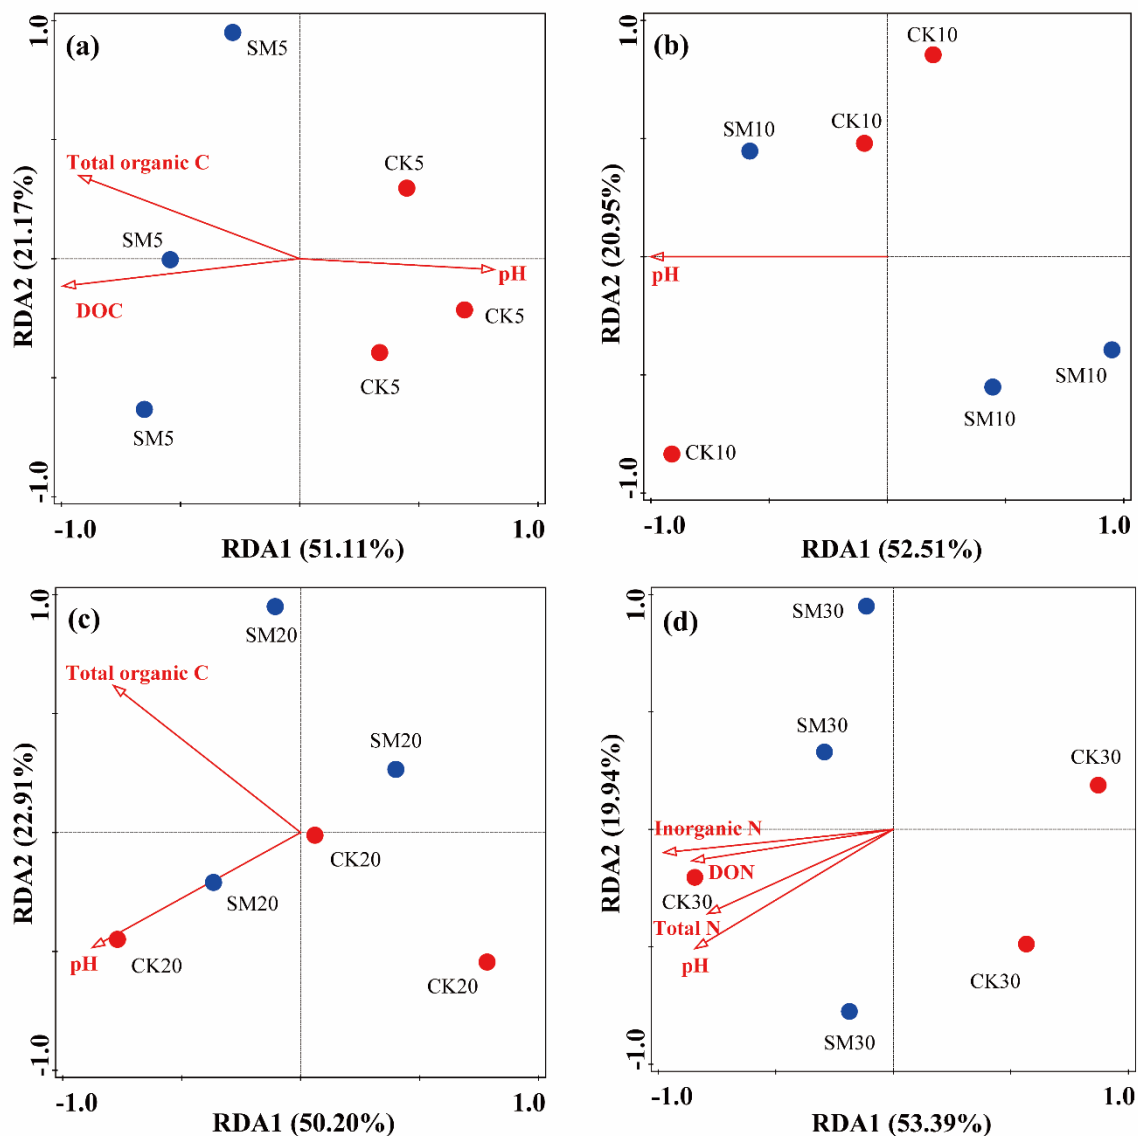 (a)
1.0
SM5
Total organic C
CK5
SM5
DOC
pH
CK5
CK5
SM5
RDA2 (21.17%)
-1.0
-1.0
1.0
RDA1 (51.11%)
(b)
1.0
CK10
CK10
SM10
pH
SM10
SM10
CK10
RDA2 (20.95%)
-1.0
-1.0
1.0
RDA1 (52.51%)
(c)
1.0
SM20
Total organic C
SM20
CK20
SM20
CK20
pH
CK20
RDA2 (22.91%)
-1.0
-1.0
1.0
RDA1 (50.20%)
(d)
1.0
SM30
SM30
CK30
Inorganic N
DON
CK30
Total N
pH
CK30
SM30
RDA2 (19.94%)
-1.0
-1.0
1.0
RDA1 (53.39%)